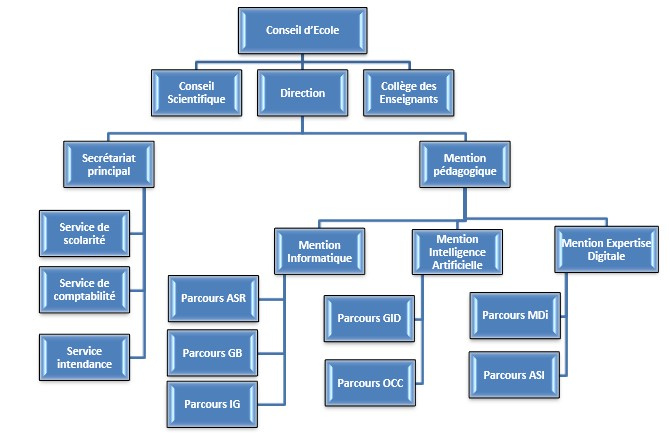 Conseil d'Ecole
Conseil
Scientifique
Direction
Collège des
Enseignants
Secrétariat
principal
Mention
pédagogique
Service de
scolarité
Service de
comptabilité
Service
intendance
Mention
Informatique
Parcours ASR
Parcours GB
Parcours IG
Mention
Intelligence
Artificielle
Parcours GID
Parcours OCC
Mention Expertise
Digitale
Parcours MDi
Parcours ASI